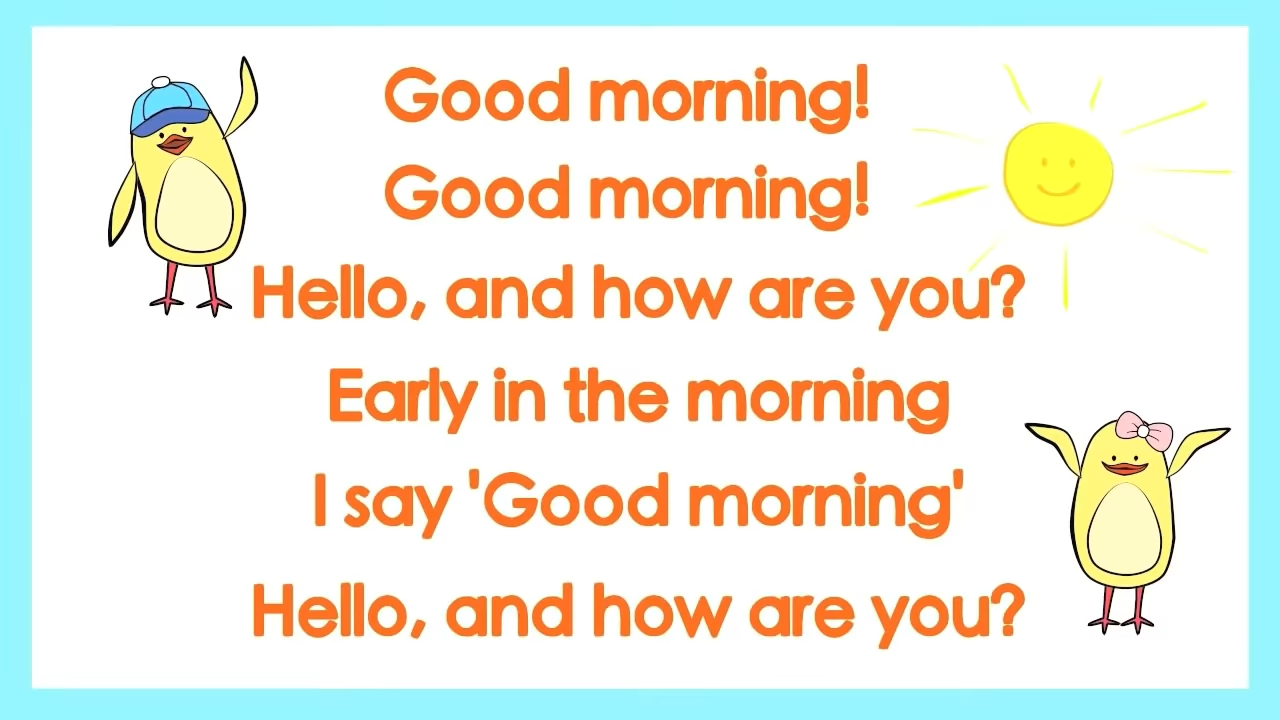 Good morning!
Good morning!
Hello, and how are you?
Early in the morning
I say 'Good morning'
Hello, and how are you?